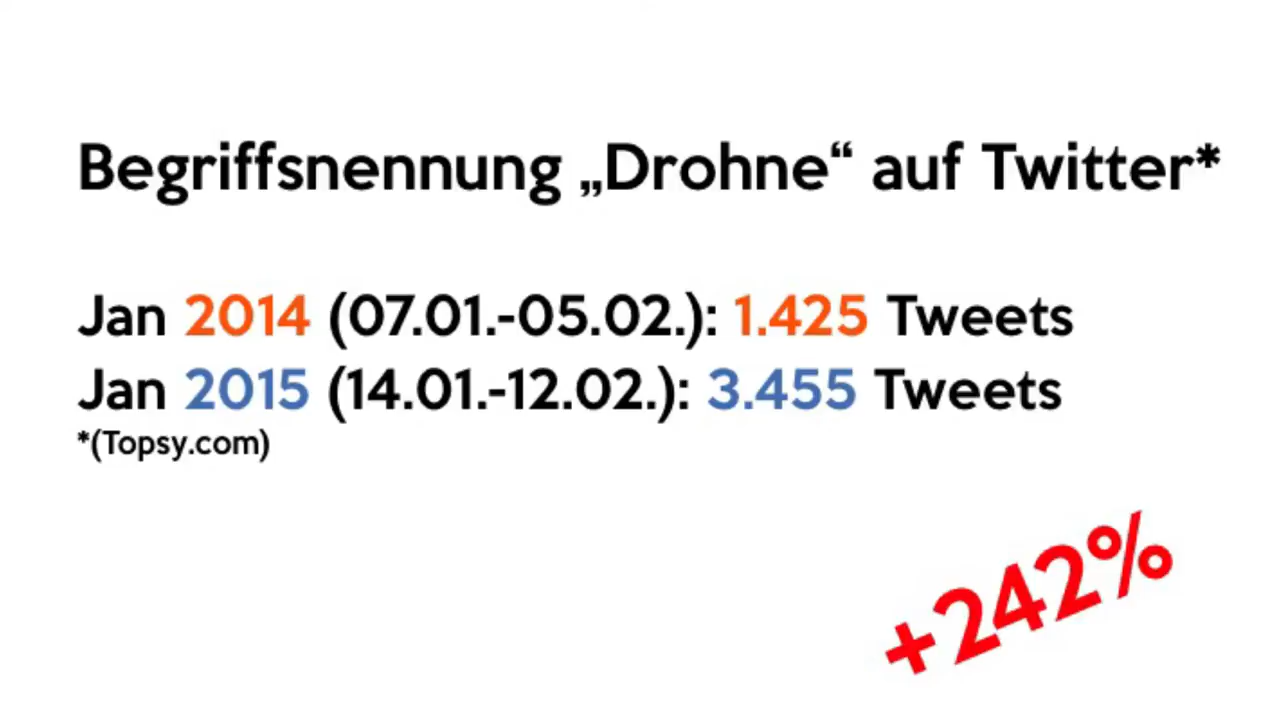 Begriffsnennung „Drohne“ auf Twitter*
Jan 2014 (07.01.-05.02.): 1.425 Tweets
Jan 2015 (14.01.-12.02.): 3.455 Tweets
*(Topsy.com)
+242%